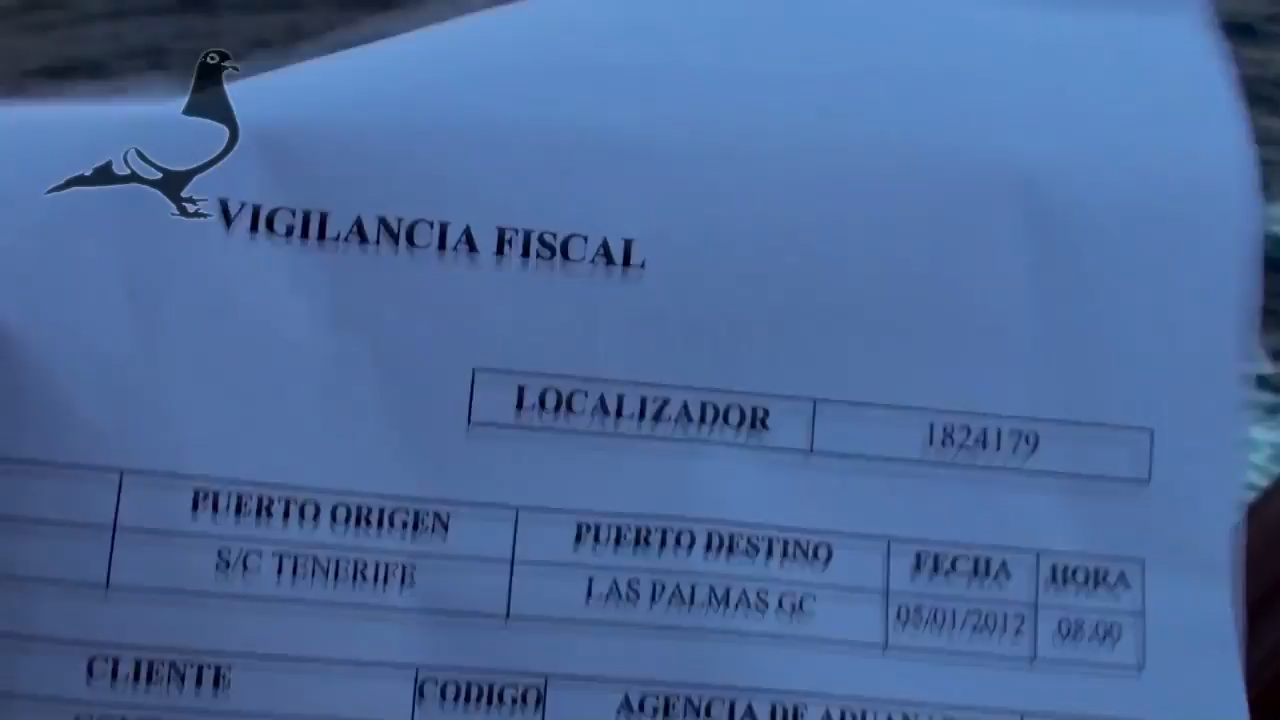 VIGILANCIA FISCAL
LOCALIZADOR 1824179
PUERTO ORIGEN PUERTO DESTINO FECHA HORA
S/C TENERIFE LAS PALMAS GC 05/01/2012 08:00
CLIENTE CODIGO AGENCIA DE ADUANAS